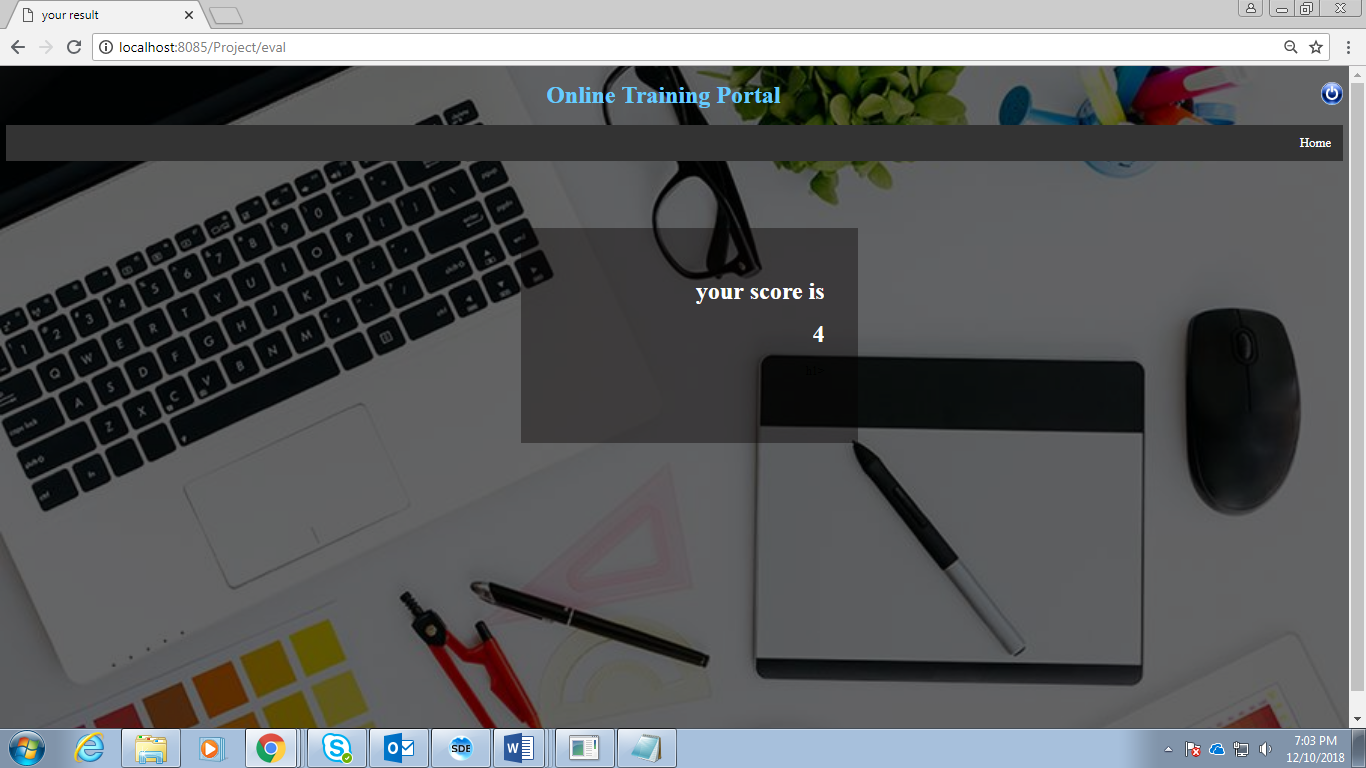 your result
localhost:8085/Project/eval
Online Training Portal
Home
your score is
4
SDE
7:03 PM
12/10/2018